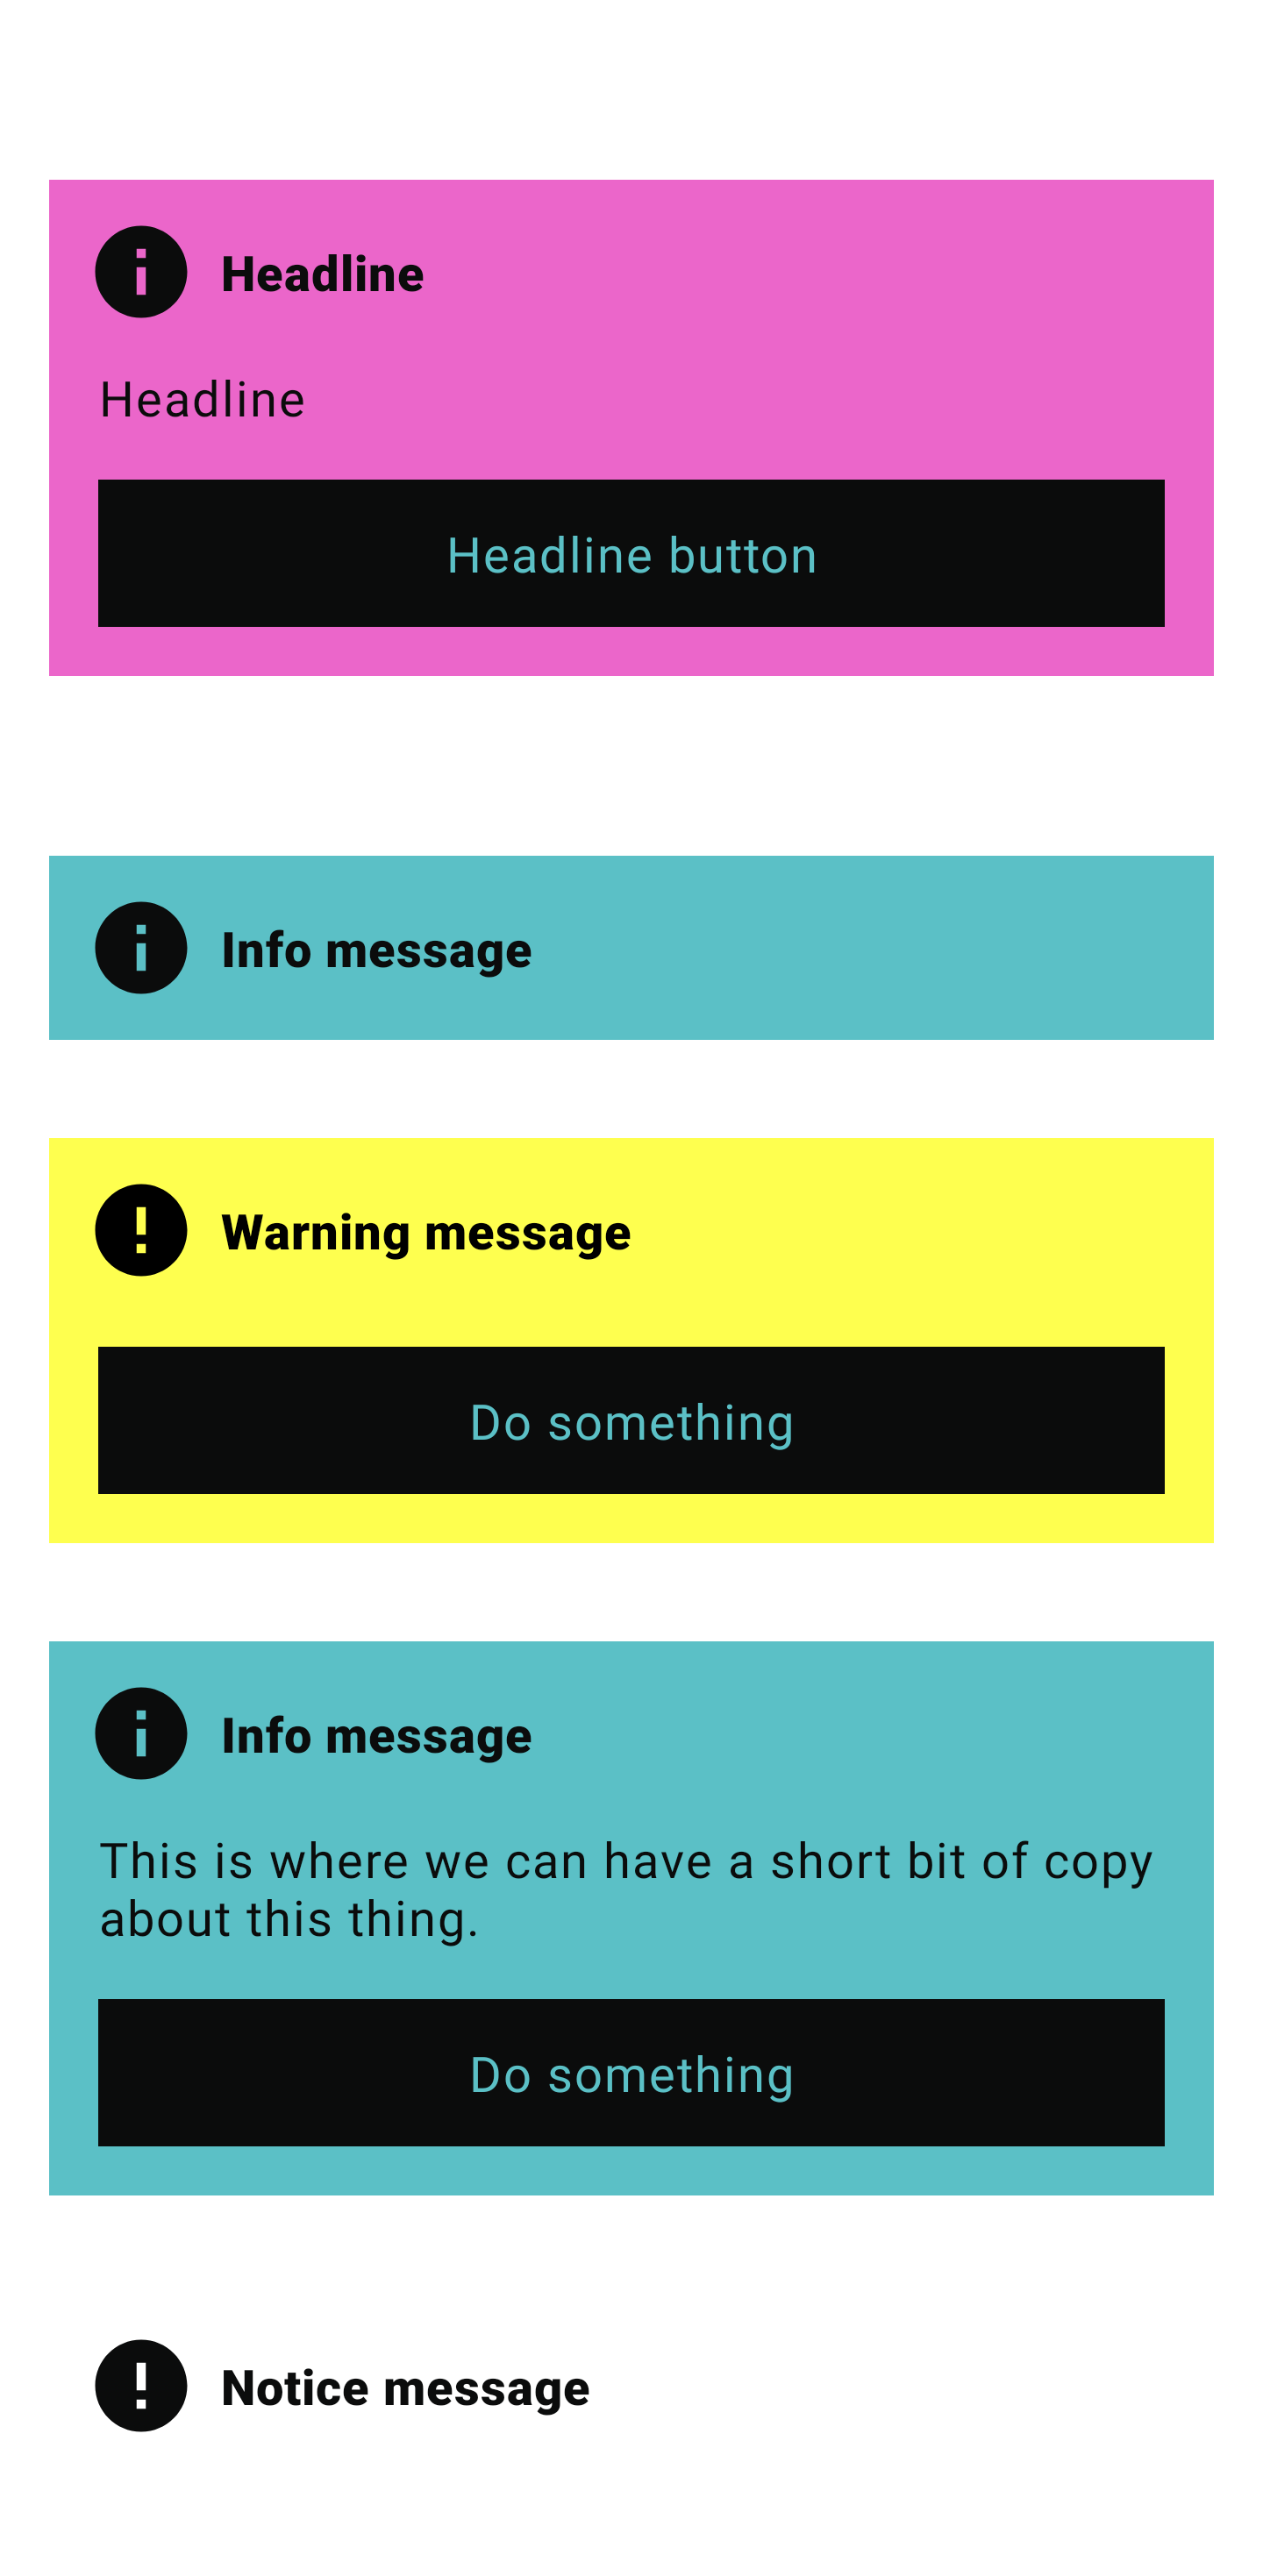 Headline
Headline
Headline button
Info message
Warning message
Do something
Info message
This is where we can have a short bit of copy
about this thing.
Do something
Notice message